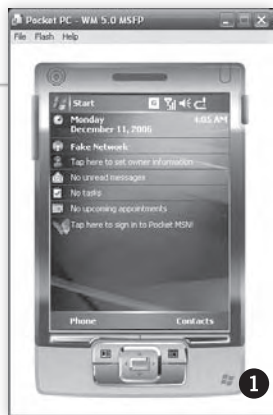 Pocket PC - WM 5.0 MSFP
File Flash Help
Start
Monday 4:05 AM
December 11, 2006
Fake Network
Tap here to set owner information
No unread messages
No tasks
No upcoming appointments
Tap here to sign in to Pocket MSN!
Phone Contacts
1